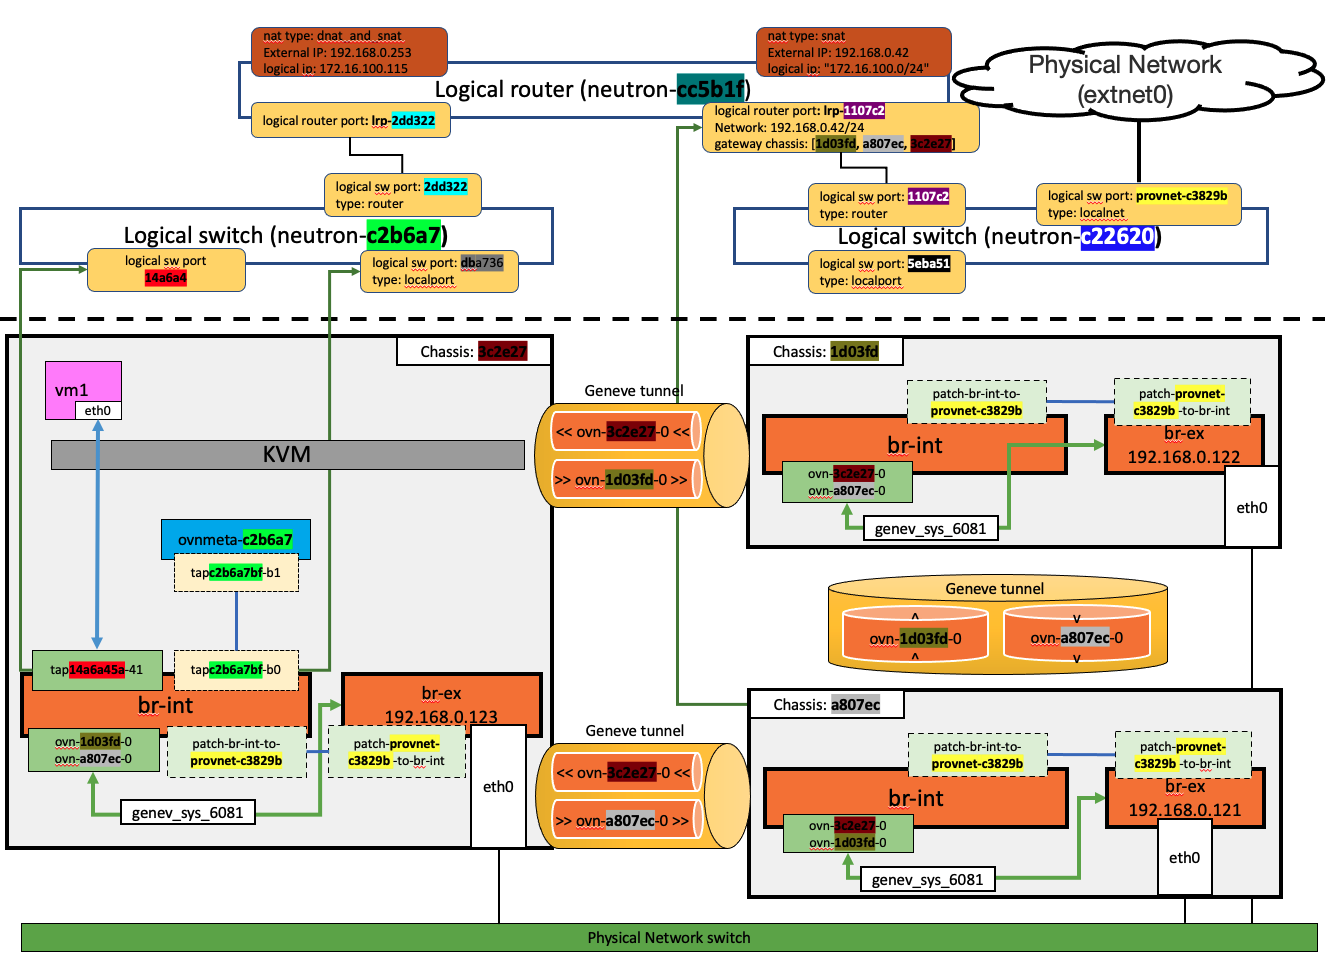 nat type: dnat_and_snat
External IP: 192.168.0.253
logical ip: 172.16.100.115
nat type: snat
External IP: 192.168.0.42
logical ip: "172.16.100.0/24"
Physical Network
(extnet0)
Logical router (neutron-cc5b1f)
logical router port: lrp-2dd322
logical router port: lrp-1107c2
Network: 192.168.0.42/24
gateway chassis: [1d03fd, a807ec, 3c2e27]
logical sw port: 2dd322
type: router
logical sw port: 1107c2
type: router
logical sw port: provnet-c3829b
type: localnet
Logical switch (neutron-c2b6a7)
Logical switch (neutron-c22620)
logical sw port
14a6a4
logical sw port: dba736
type: localport
logical sw port: 5eba51
type: localport
Chassis: 3c2e27
vm1
eth0
KVM
ovnmeta-c2b6a7
tapc2b6a7bf-b1
tap14a6a45a-41
tapc2b6a7bf-b0
br-int
br-ex
192.168.0.123
ovn-1d03fd-0
ovn-a807ec-0
patch-br-int-to-
provnet-c3829b
patch-provnet-
c3829b -to-br-int
genev_sys_6081
eth0
Geneve tunnel
<< ovn-3c2e27-0 <<
>> ovn-1d03fd-0 >>
Geneve tunnel
<< ovn-3c2e27-0 <<
>> ovn-a807ec-0 >>
Chassis: 1d03fd
patch-br-int-to-
provnet-c3829b
patch-provnet-
c3829b -to-br-int
br-int
br-ex
192.168.0.122
ovn-3c2e27-0
ovn-a807ec-0
genev_sys_6081
eth0
Geneve tunnel
^
ovn-1d03fd-0
^
v
ovn-a807ec-0
v
Chassis: a807ec
patch-br-int-to-
provnet-c3829b
patch-provnet-
c3829b -to-br-int
br-int
br-ex
192.168.0.121
ovn-3c2e27-0
ovn-1d03fd-0
genev_sys_6081
eth0
Physical Network switch